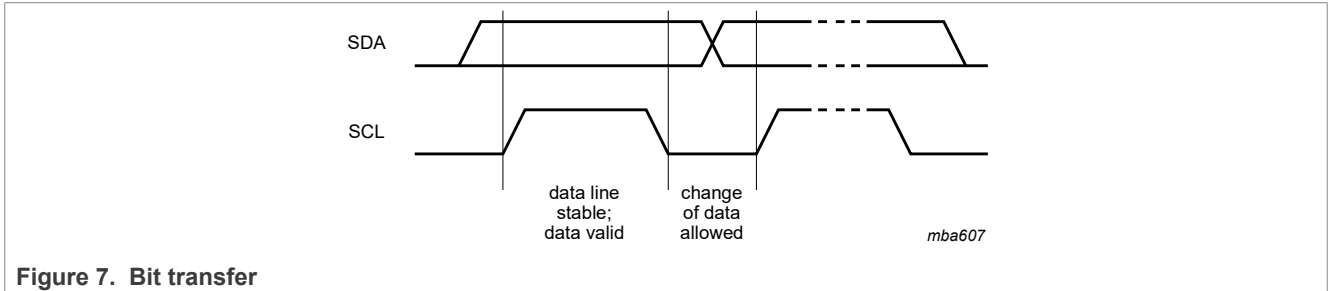 SDA
SCL
data line
stable;
data valid
change
of data
allowed
mba607
Figure 7. Bit transfer